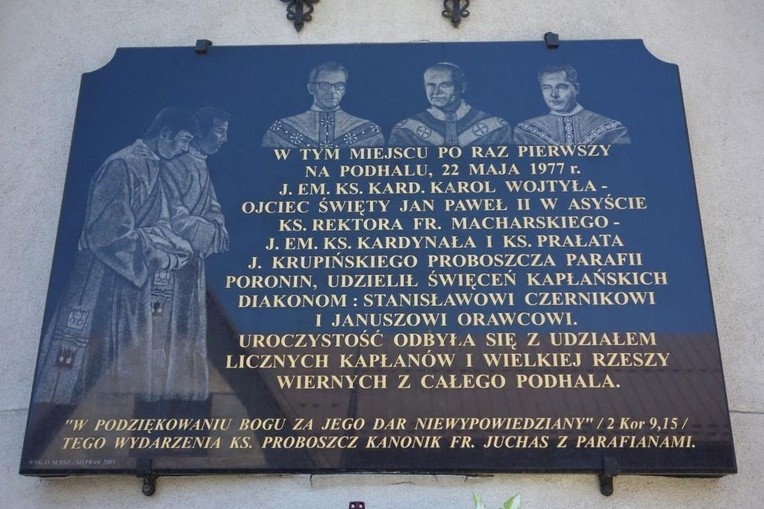 W TYM MIEJSCU PO RAZ PIERWSZY
NA PODHALU, 22 MAJA 1977 r.
J. EM. KS. KARD. KAROL WOJTYŁA -
OJCIEC ŚWIĘTY JAN PAWEŁ II W ASYŚCIE
KS. REKTORA FR. MACHARSKIEGO -
J. EM. KS. KARDYNAŁA I KS. PRAŁATA
J. KRUPIŃSKIEGO PROBOSZCZA PARAFII
PORONIN, UDZIELIŁ ŚWIĘCEŃ KAPŁAŃSKICH
DIAKONOM : STANISŁAWOWI CZERNIKOWI
I JANUSZOWI ORAWCOWI.
UROCZYSTOŚĆ ODBYŁA SIĘ Z UDZIAŁEM
LICZNYCH KAPŁANÓW I WIELKIEJ RZESZY
WIERNYCH Z CAŁEGO PODHALA.
"W PODZIĘKOWANIU BOGU ZA JEGO DAR NIEWYPOWIEDZIANY" / 2 Kor 9,15 /
TEGO WYDARZENIA KS. PROBOSZCZ KANONIK FR. JUCHAS Z PARAFIANAMI.